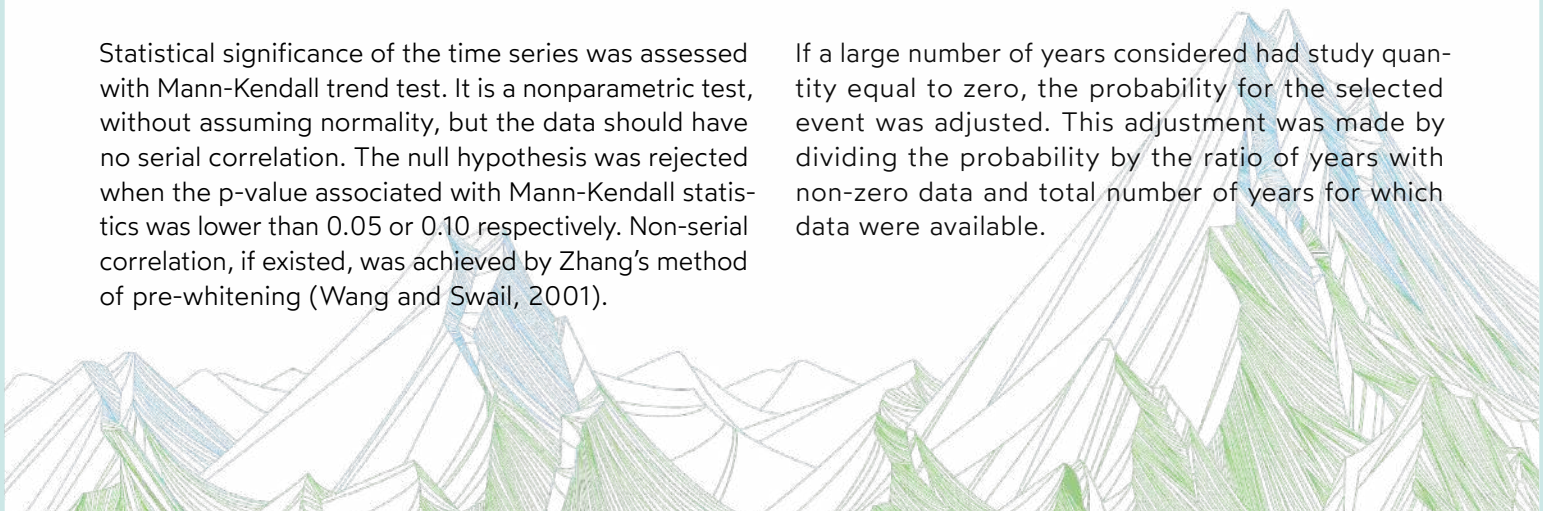 Statistical significance of the time series was assessed
with Mann-Kendall trend test. It is a nonparametric test,
without assuming normality, but the data should have
no serial correlation. The null hypothesis was rejected
when the p-value associated with Mann-Kendall statis-
tics was lower than 0.05 or 0.10 respectively. Non-serial
correlation, if existed, was achieved by Zhang’s method
of pre-whitening (Wang and Swail, 2001).
If a large number of years considered had study quan-
tity equal to zero, the probability for the selected
event was adjusted. This adjustment was made by
dividing the probability by the ratio of years with
non-zero data and total number of years for which
data were available.